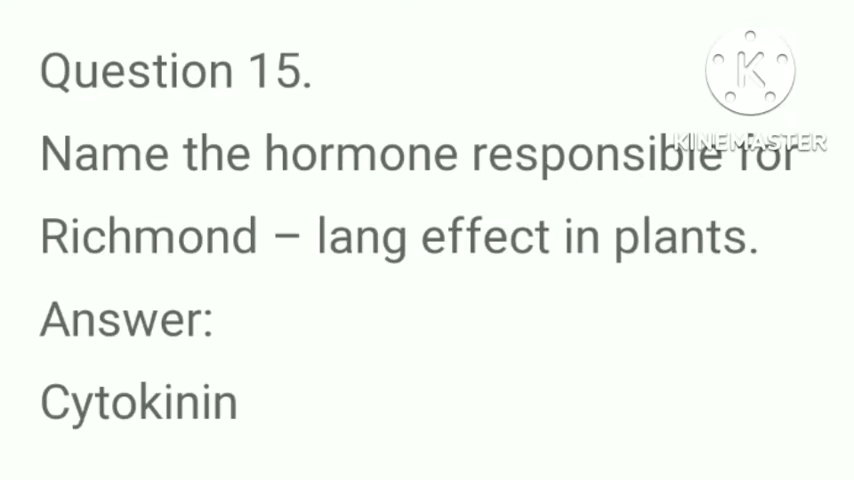 Question 15.
Name the hormone responsible for
Richmond – lang effect in plants.
Answer:
Cytokinin
K
KINEMASTER